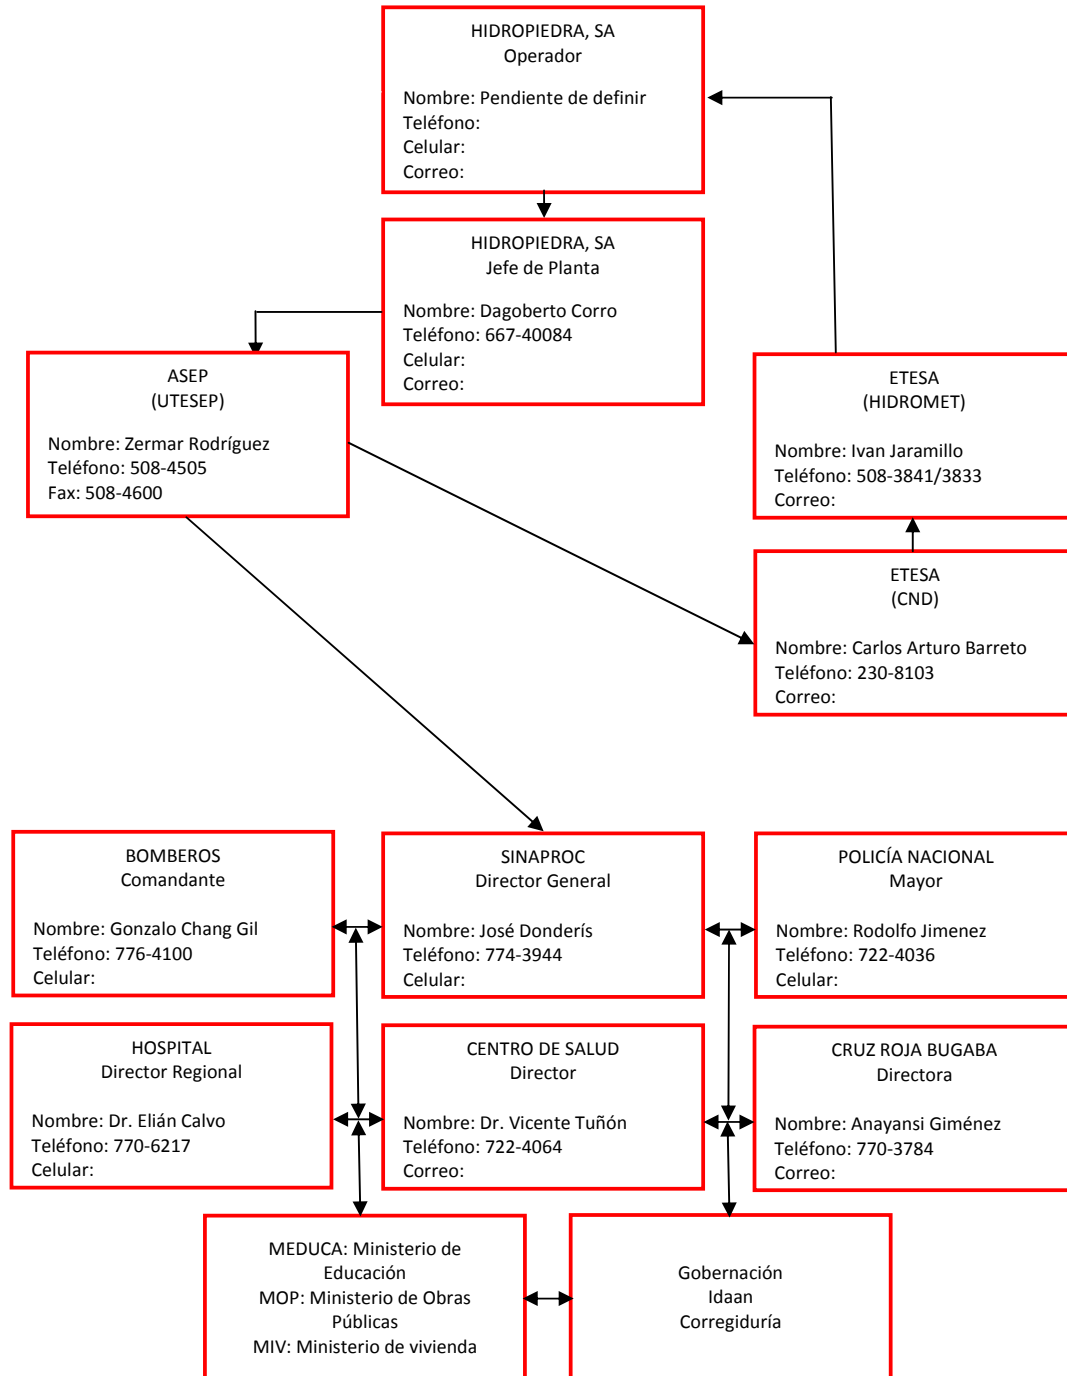 HIDROPIEDRA, SA
Operador
Nombre: Pendiente de definir
Teléfono:
Celular:
Correo:
HIDROPIEDRA, SA
Jefe de Planta
Nombre: Dagoberto Corro
Teléfono: 667-40084
Celular:
Correo:
ASEP
(UTESEP)
Nombre: Zermar Rodríguez
Teléfono: 508-4505
Fax: 508-4600
ETESA
(HIDROMET)
Nombre: Ivan Jaramillo
Teléfono: 508-3841/3833
Correo:
ETESA
(CND)
Nombre: Carlos Arturo Barreto
Teléfono: 230-8103
Correo:
BOMBEROS
Comandante
Nombre: Gonzalo Chang Gil
Teléfono: 776-4100
Celular:
SINAPROC
Director General
Nombre: José Donderís
Teléfono: 774-3944
Celular:
POLICÍA NACIONAL
Mayor
Nombre: Rodolfo Jimenez
Teléfono: 722-4036
Celular:
HOSPITAL
Director Regional
Nombre: Dr. Elián Calvo
Teléfono: 770-6217
Celular:
CENTRO DE SALUD
Director
Nombre: Dr. Vicente Tuñón
Teléfono: 722-4064
Correo:
CRUZ ROJA BUGABA
Directora
Nombre: Anayansi Giménez
Teléfono: 770-3784
Correo:
MEDUCA: Ministerio de
Educación
MOP: Ministerio de Obras
Públicas
MIV: Ministerio de vivienda
Gobernación
Idaan
Corregiduría